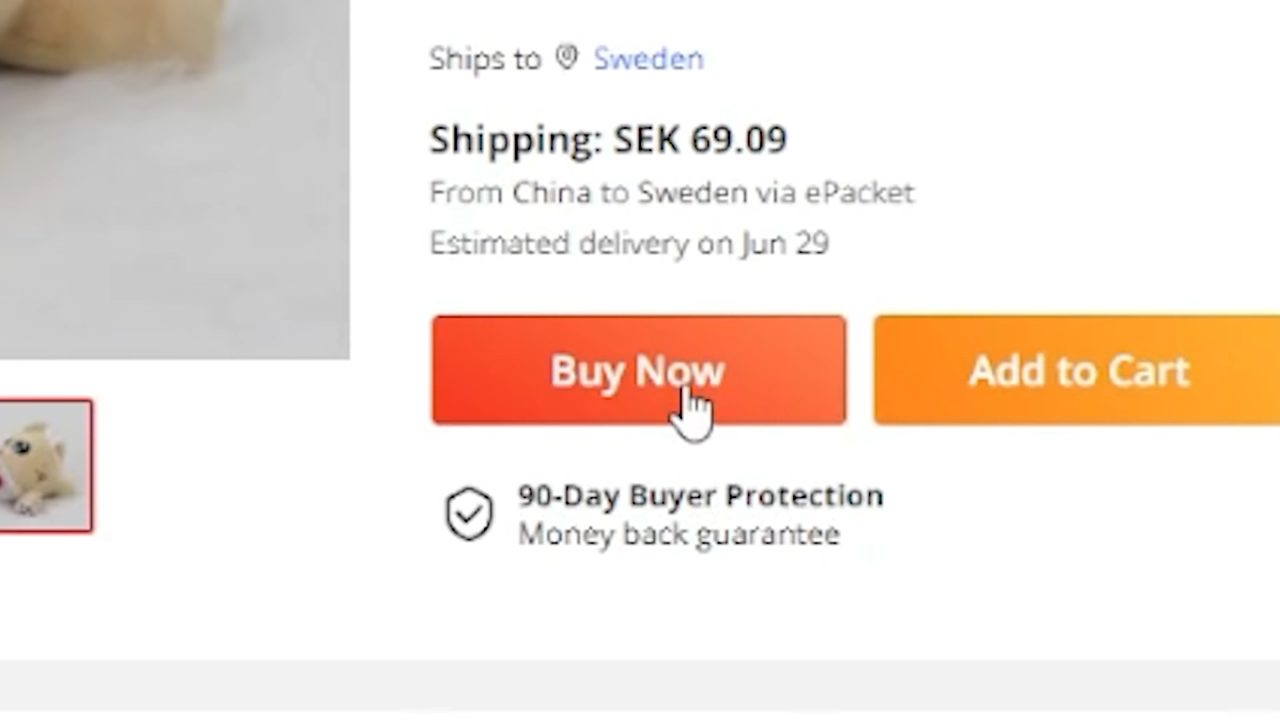 Ships to Sweden
Shipping: SEK 69.09
From China to Sweden via ePacket
Estimated delivery on Jun 29
Buy Now
Add to Cart
90-Day Buyer Protection
Money back guarantee